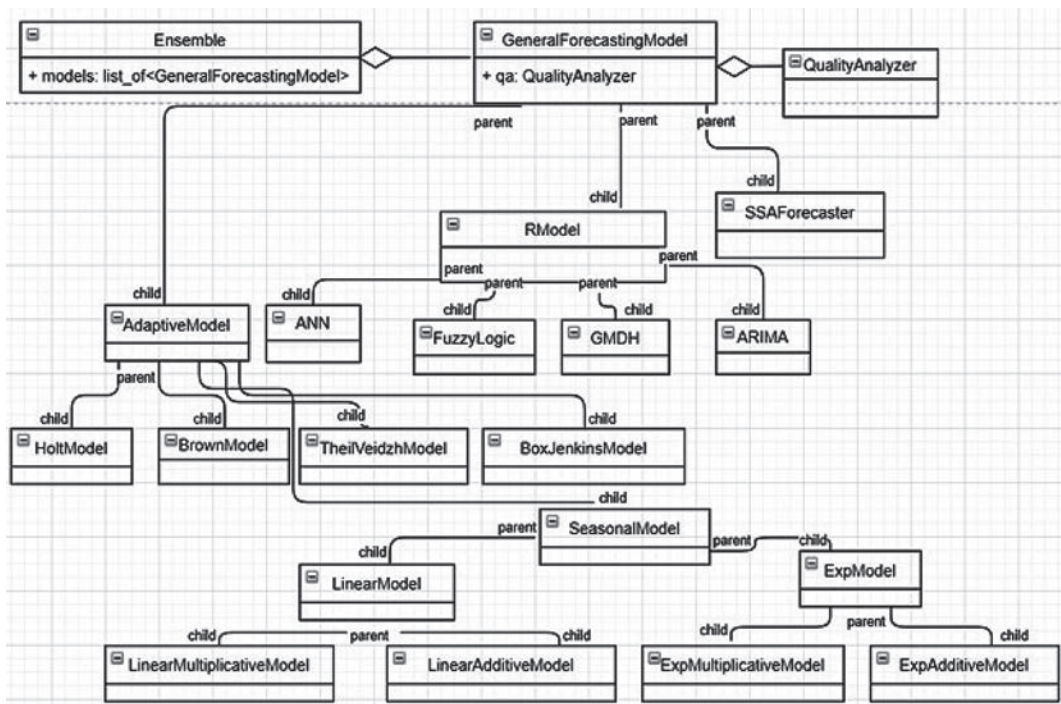 Ensemble
+ models: list_of<GeneralForecastingModel>
GeneralForecastingModel
+ qa: QualityAnalyzer
QualityAnalyzer
parent
parent
parent
child
child
SSAForecaster
RModel
parent
parent
parent
parent
child
child
child
child
child
AdaptiveModel
ANN
FuzzyLogic
GMDH
ARIMA
parent
child
child
child
child
HoltModel
BrownModel
TheilVeidzhModel
BoxJenkinsModel
child
SeasonalModel
parent
parent
child
child
LinearModel
ExpModel
child
parent
child
child
parent
child
LinearMultiplicativeModel
LinearAdditiveModel
ExpMultiplicativeModel
ExpAdditiveModel